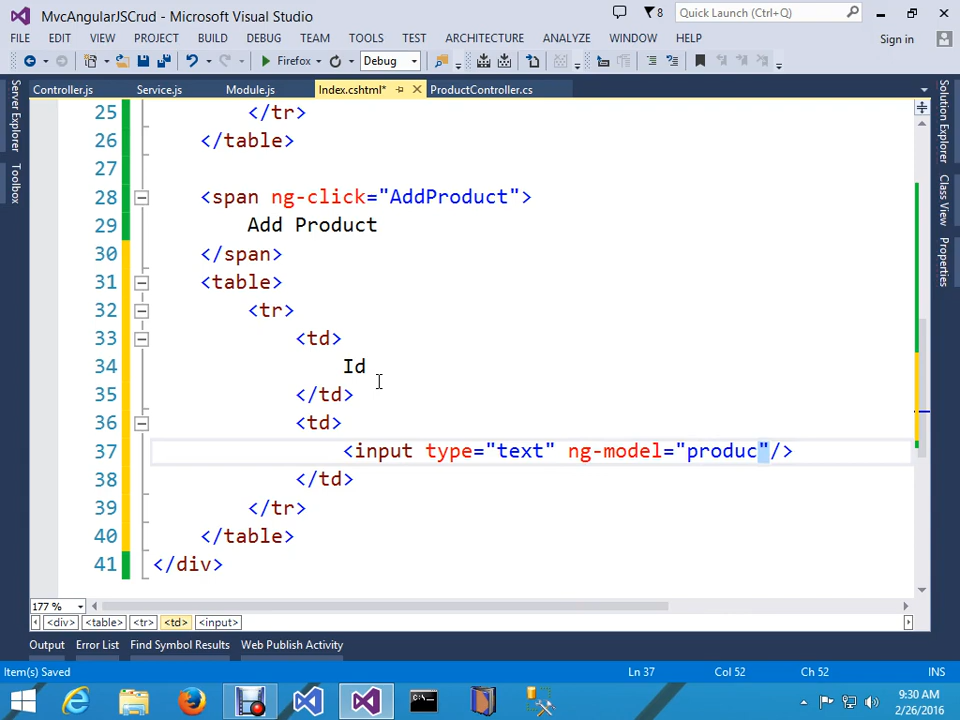 MvcAngularJSCrud - Microsoft Visual Studio
8
Quick Launch (Ctrl+Q)
FILE EDIT VIEW PROJECT BUILD DEBUG TEAM TOOLS TEST ARCHITECTURE ANALYZE WINDOW HELP
Sign in
Firefox
Debug
Controller.js Service.js Module.js Index.cshtml* ProductController.cs
Server Explorer
Toolbox
Solution Explorer
Class View
Properties
25 </tr>
26 </table>
27
28 <span ng-click="AddProduct">
29 Add Product
30 </span>
31 <table>
32 <tr>
33 <td>
34 Id
35 </td>
36 <td>
37 <input type="text" ng-model="produc"/>
38 </td>
39 </tr>
40 </table>
41 </div>
177 %
<div> <table> <tr> <td> <input>
Output Error List Find Symbol Results Web Publish Activity
Item(s) Saved Ln 37 Col 52 Ch 52 INS
9:30 AM
2/26/2016